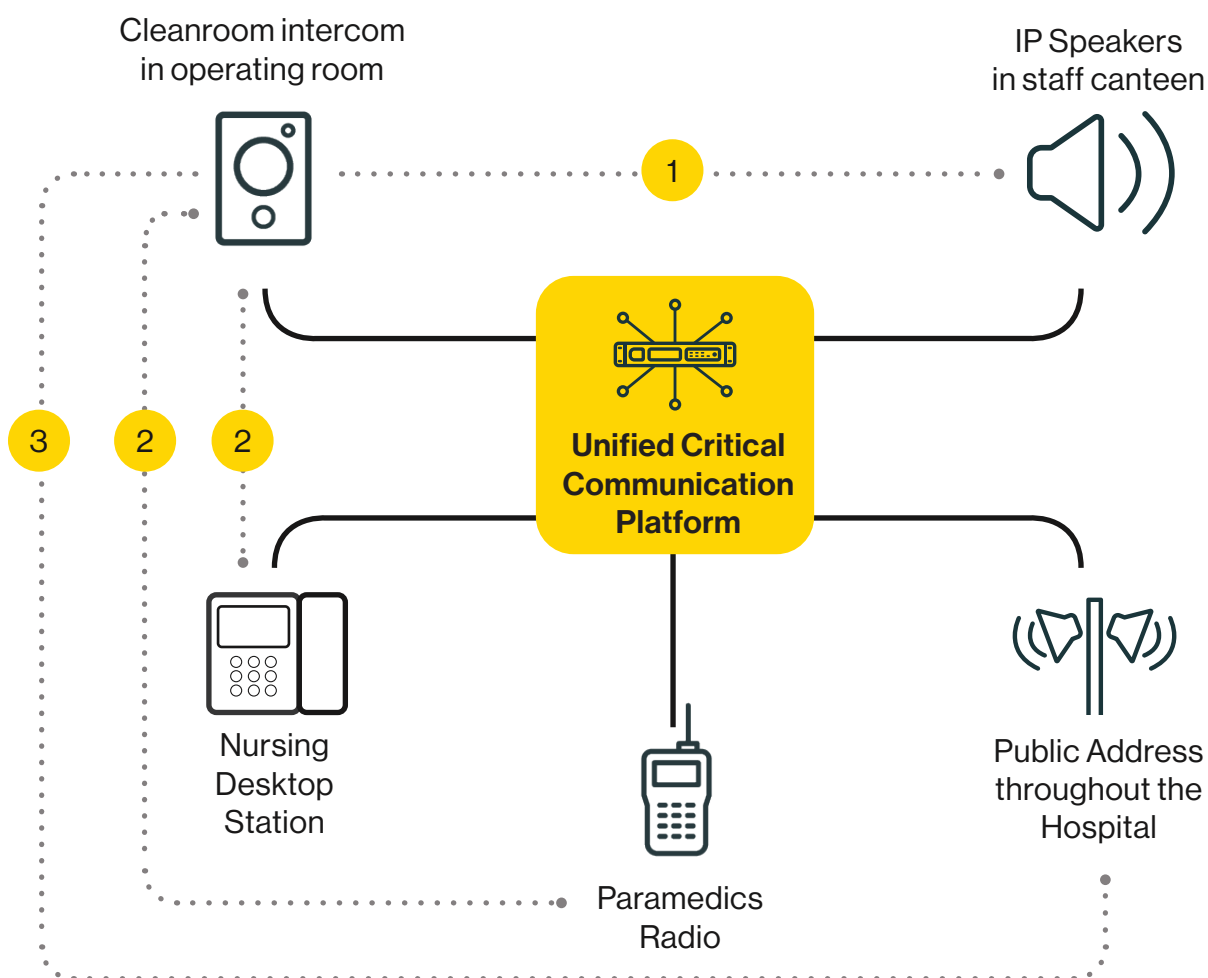 Cleanroom intercom
in operating room
IP Speakers
in staff canteen
1
3
2
2
Unified Critical
Communication
Platform
Nursing
Desktop
Station
Paramedics
Radio
Public Address
throughout the
Hospital